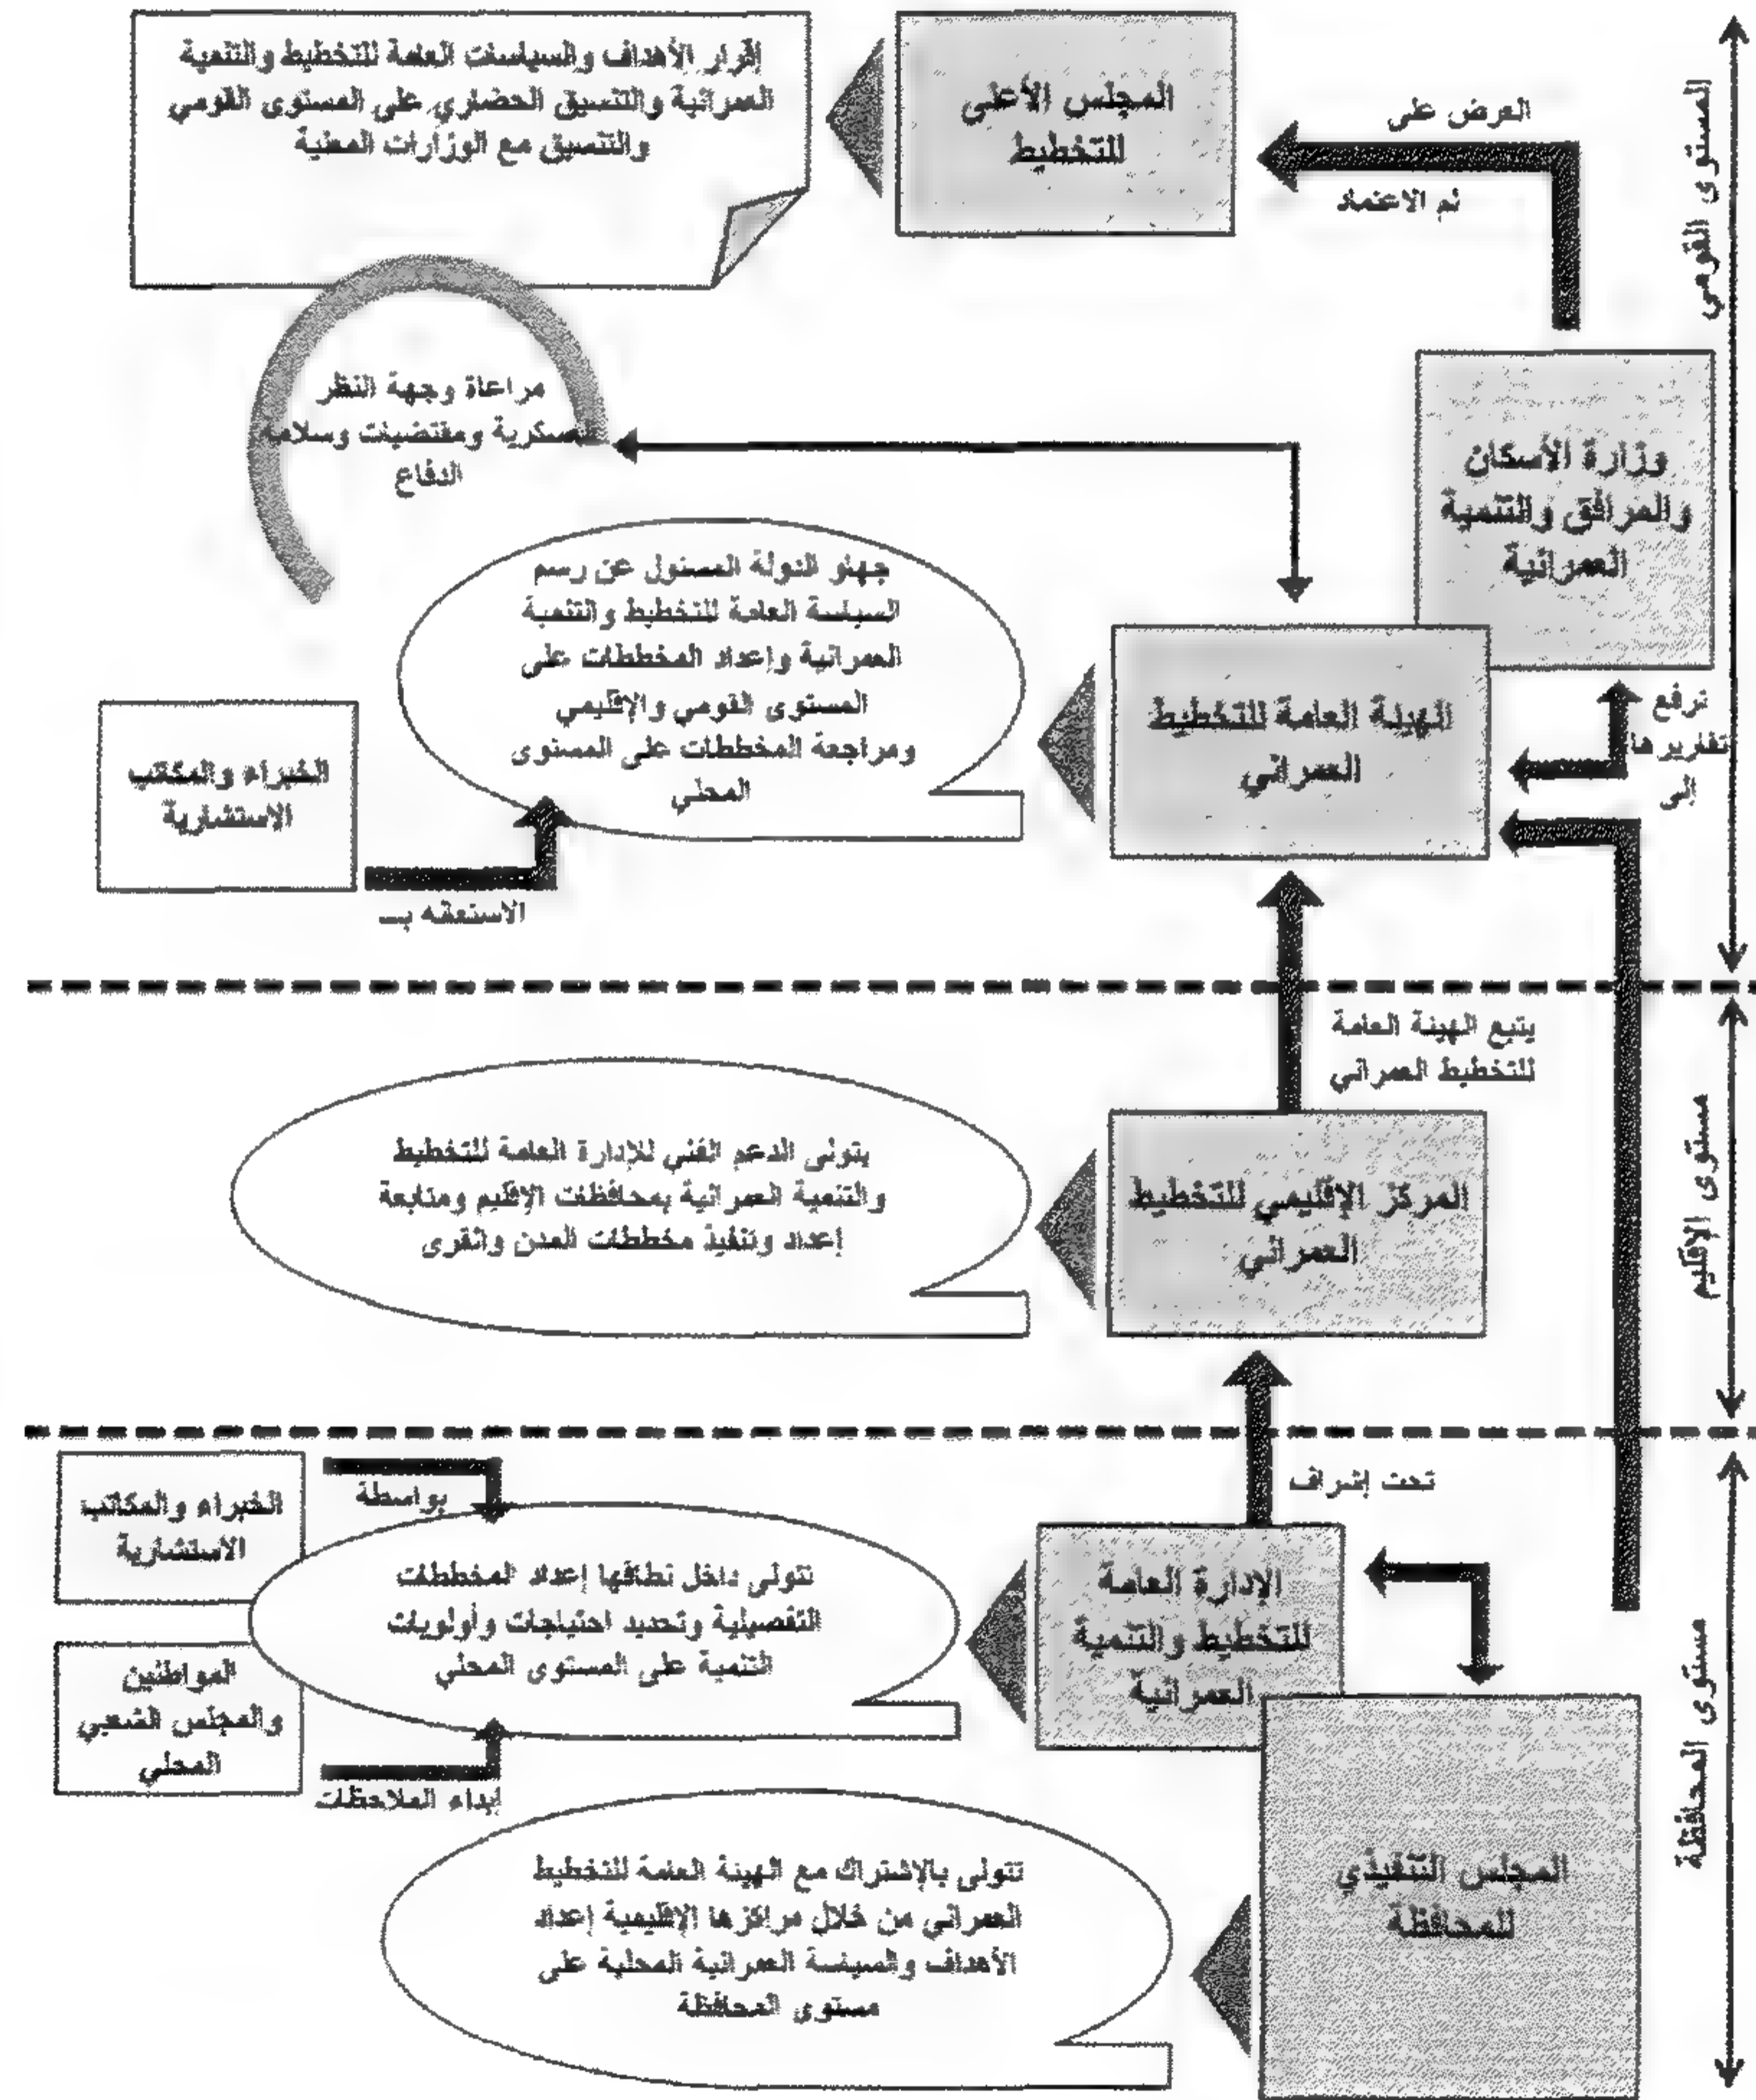 المستوى القومي
العرض على
ثم الاعتماد
المجلس الأعلى
للتخطيط
إقرار الأهداف والسياسات العامة للتخطيط والتنمية
العمرانية والتنسيق الحضاري على المستوى القومي
والتنسيق مع الوزارات المعنية
وزارة الأسكان
والمرافق والتنمية
العمرانية
مراعاة وجهة النظر
العسكرية ومقتضيات وسلامة
الدفاع
ترفع
تقاريرها
إلى
الهيئة العامة للتخطيط
العمراني
جهاز الدولة المسئول عن رسم
السياسة العامة للتخطيط والتنمية
العمرانية وإعداد المخططات على
المستوى القومي والإقليمي
ومراجعة المخططات على المستوى
المحلي
الخبراء والمكاتب
الاستشارية
الاستعانه بـــ
مستوى الإقليم
يتبع الهيئة العامة
للتخطيط العمراني
المركز الإقليمي للتخطيط
العمراني
يتولى الدعم الفني للإدارة العامة للتخطيط
والتنمية العمرانية بمحافظات الإقليم ومتابعة
إعداد وتنفيذ مخططات المدن والقرى
مستوى المحافظة
تحت إشراف
الإدارة العامة
للتخطيط والتنمية
العمرانية
تتولى داخل نطاقها إعداد المخططات
التفصيلية وتحديد احتياجات وأولويات
التنمية على المستوى المحلي
بواسطة
الخبراء والمكاتب
الاستشارية
المواطنين
والمجلس الشعبي
المحلي
إبداء الملاحظات
المجلس التنفيذي
للمحافظة
تتولى بالإشتراك مع الهيئة العامة للتخطيط
العمراني من خلال مراكزها الإقليمية إعداد
الأهداف والسياسة العمرانية المحلية على
مستوى المحافظة